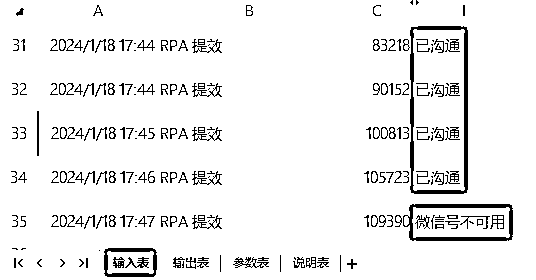 A B C I
31 2024/1/18 17:44 RPA 提效 83218 已沟通
32 2024/1/18 17:44 RPA 提效 90152 已沟通
33 2024/1/18 17:45 RPA 提效 100813 已沟通
34 2024/1/18 17:46 RPA 提效 105723 已沟通
35 2024/1/18 17:47 RPA 提效 109390 微信号不可用
输入表 输出表 参数表 说明表 +